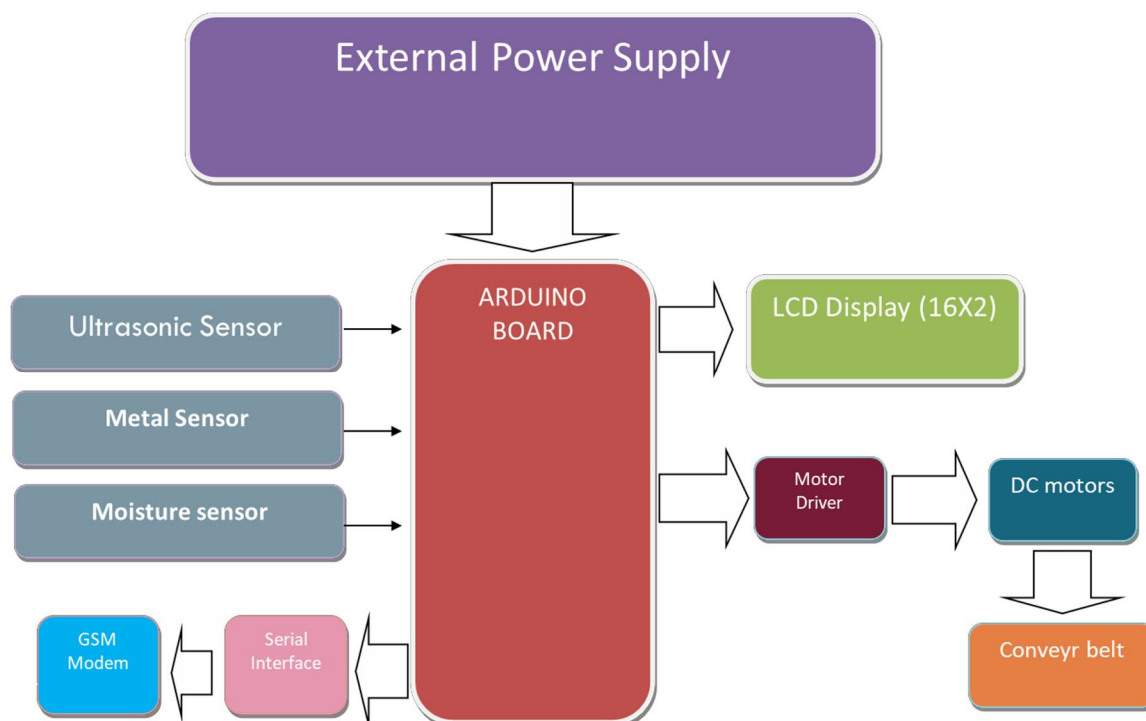 External Power Supply
ARDUINO
BOARD
Ultrasonic Sensor
Metal Sensor
Moisture sensor
LCD Display (16X2)
Motor
Driver
DC motors
Conveyr belt
Serial
Interface
GSM
Modem